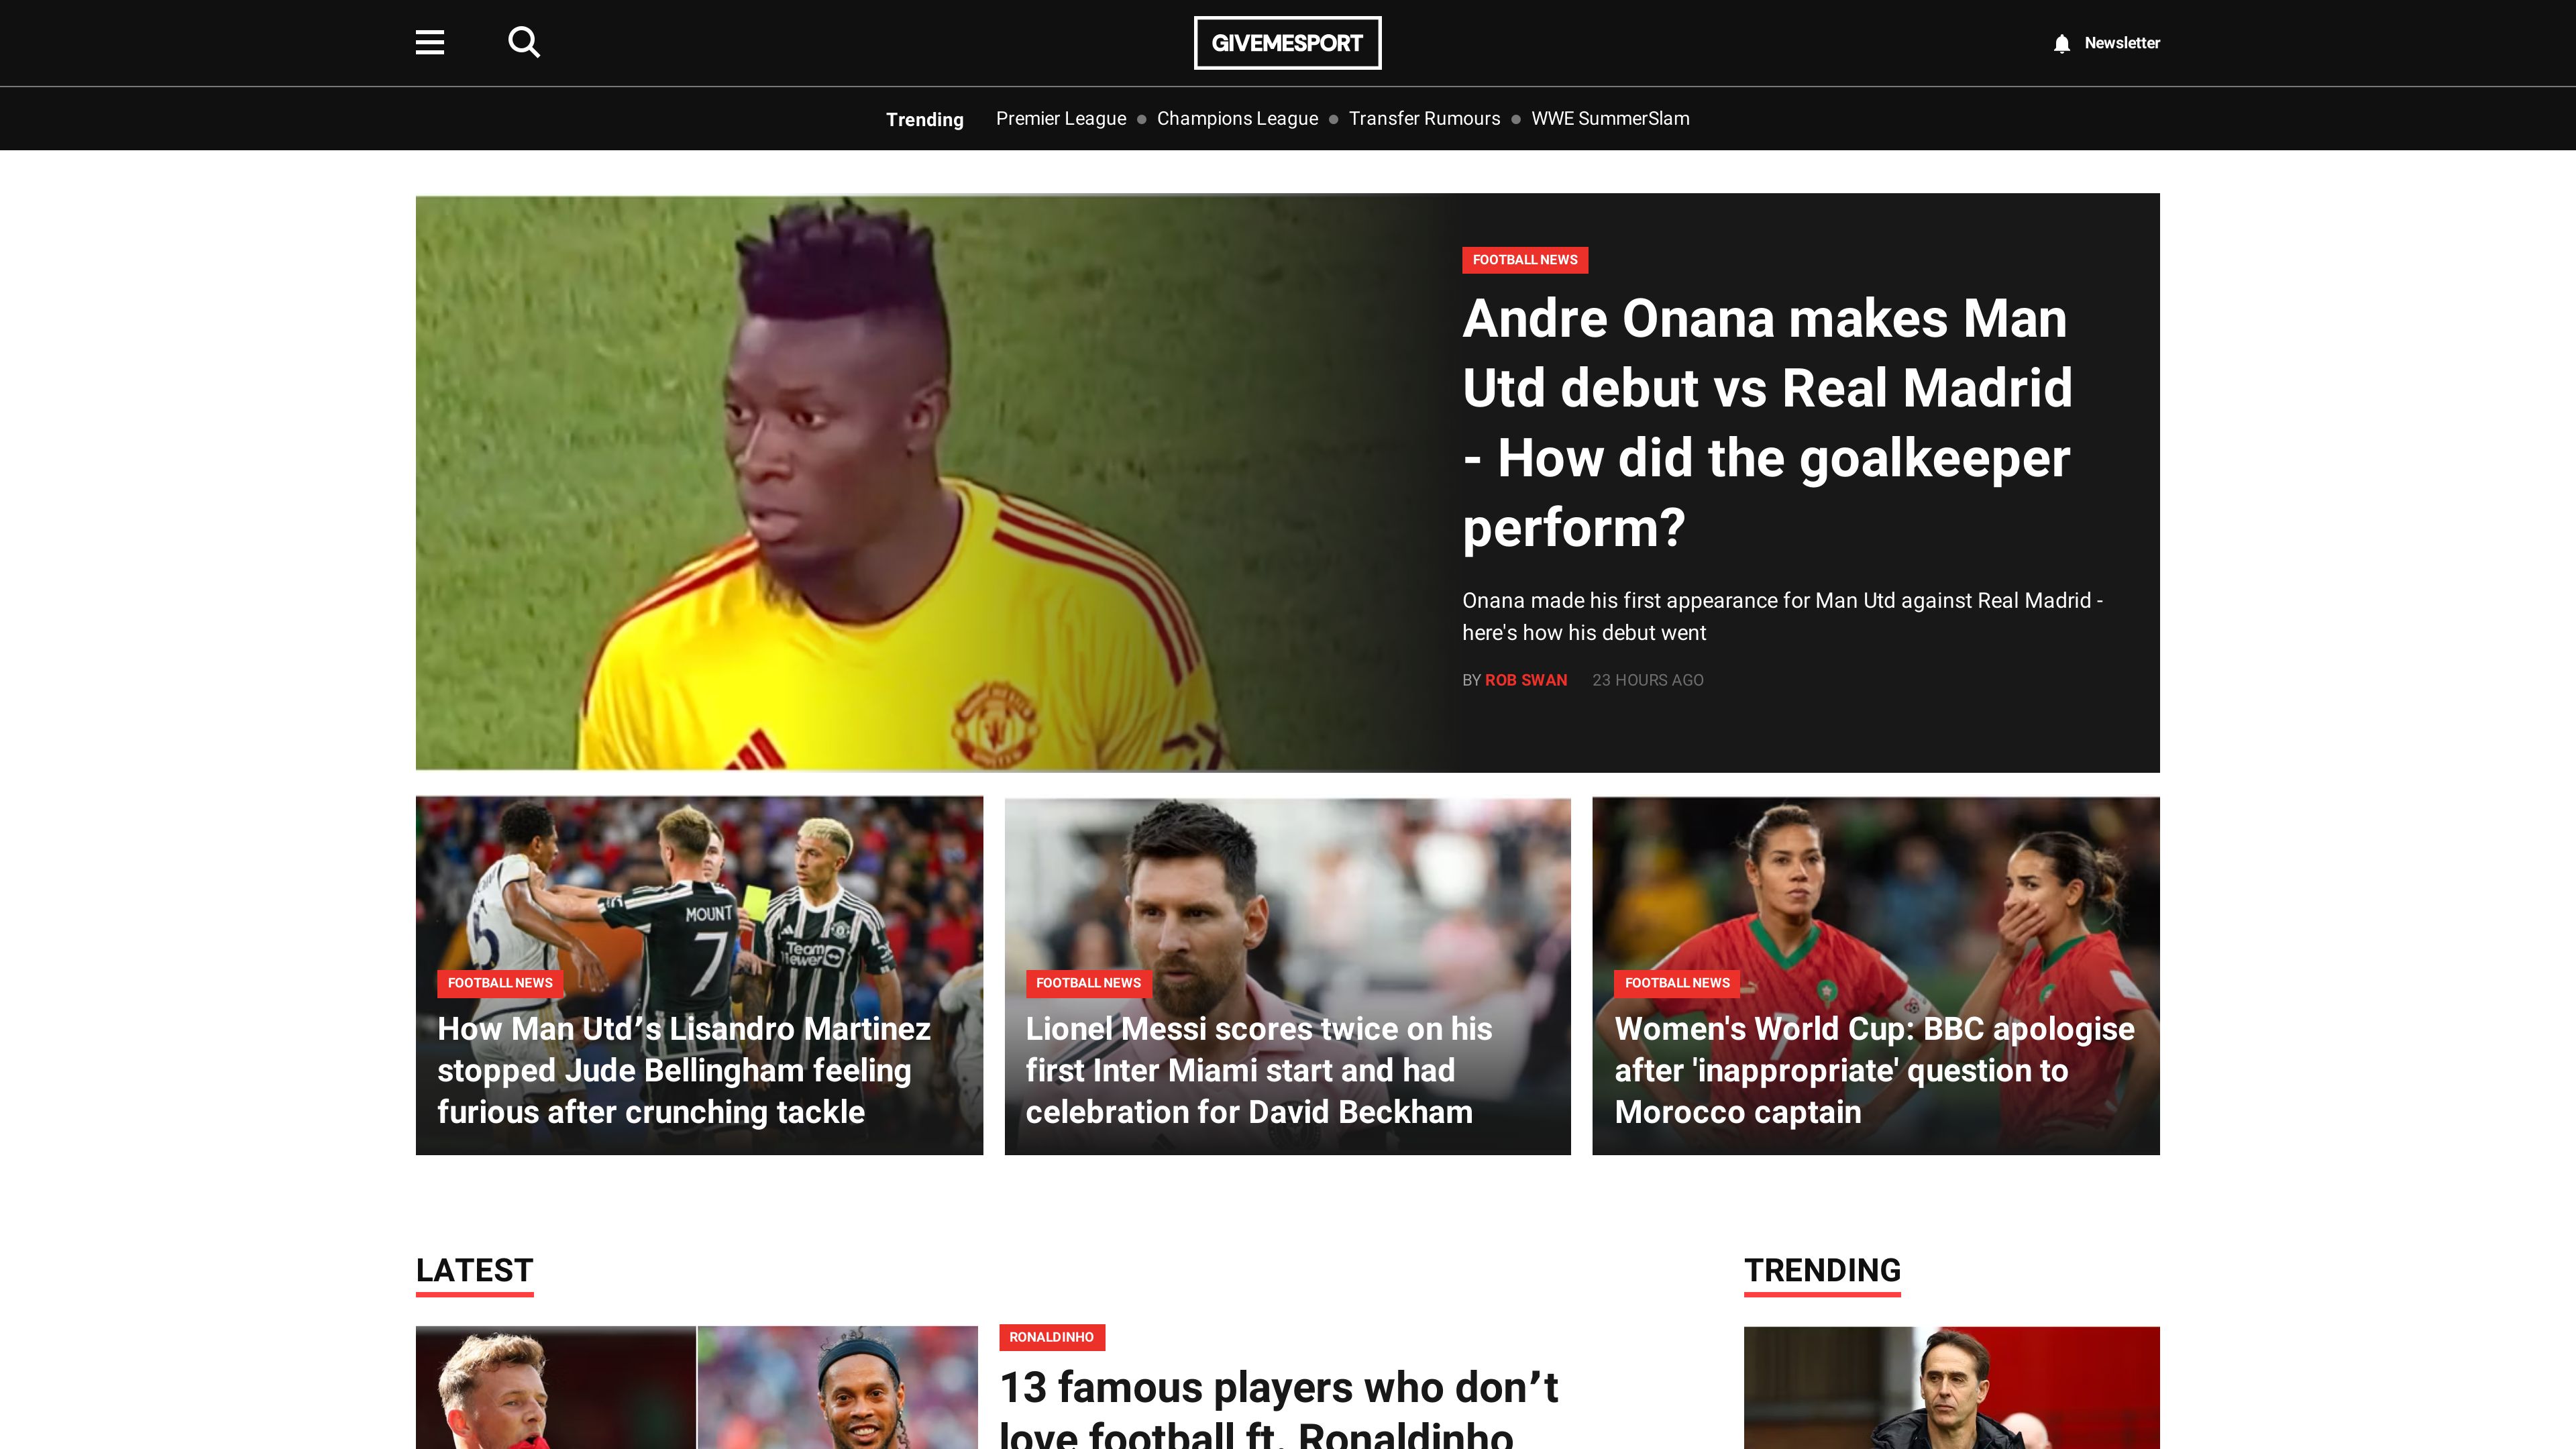 GIVEMESPORT
Newsletter
Trending
Premier League
Champions League
Transfer Rumours
WWE SummerSlam
FOOTBALL NEWS
Andre Onana makes Man
Utd debut vs Real Madrid
- How did the goalkeeper
perform?
Onana made his first appearance for Man Utd against Real Madrid -
here's how his debut went
BY ROB SWAN 23 HOURS AGO
MOUNT
7
5
TeamViewer
FOOTBALL NEWS
How Man Utd’s Lisandro Martinez
stopped Jude Bellingham feeling
furious after crunching tackle
FOOTBALL NEWS
Lionel Messi scores twice on his
first Inter Miami start and had
celebration for David Beckham
7
FOOTBALL NEWS
Women's World Cup: BBC apologise
after 'inappropriate' question to
Morocco captain
LATEST
RONALDINHO
13 famous players who don’t
love football ft. Ronaldinho
TRENDING